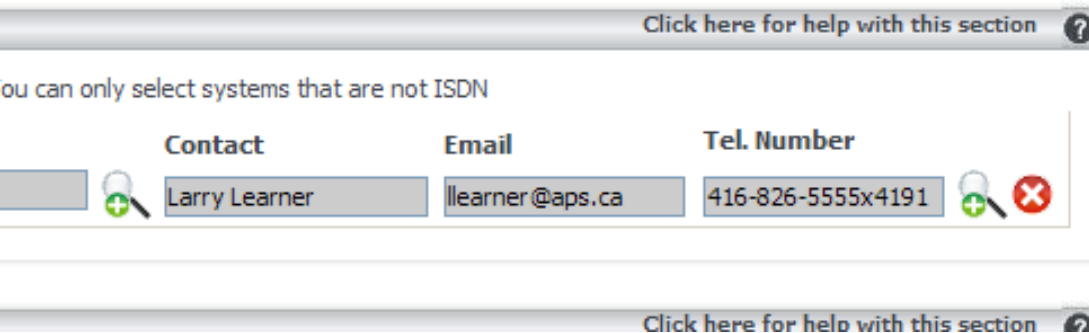 Click here for help with this section
ou can only select systems that are not ISDN
Contact Email Tel. Number
Larry Learner llearner@aps.ca 416-826-5555x4191
Click here for help with this section